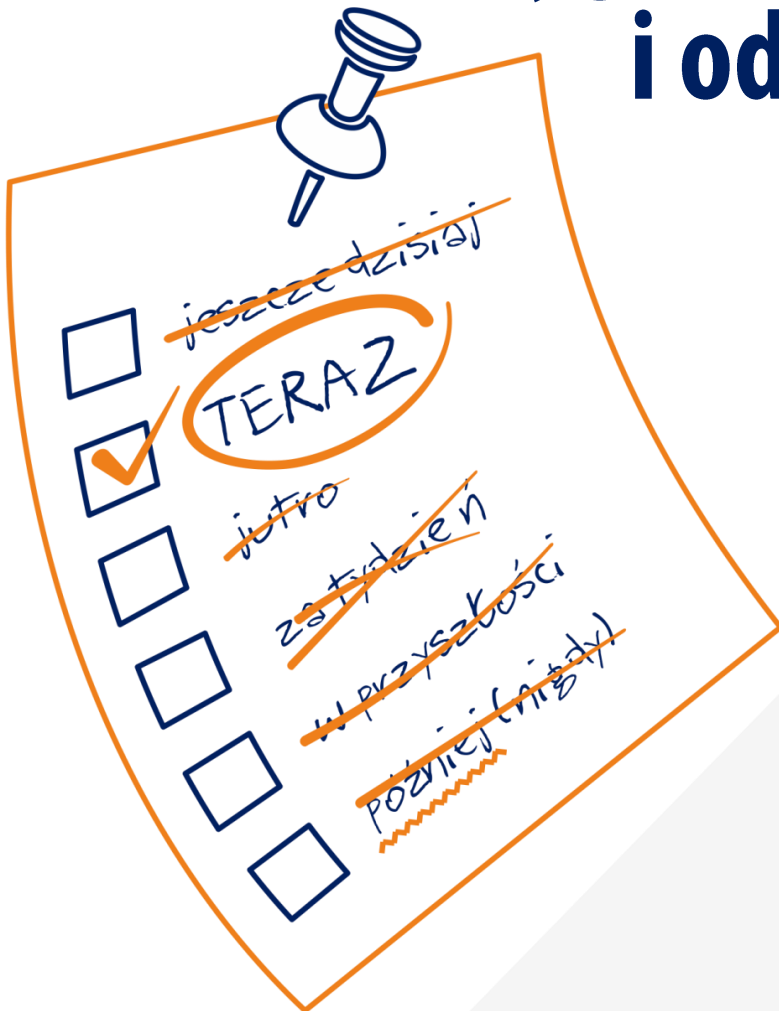 i od
jeszcze dzisiaj
TERAZ
jutro
za tydzień
w przyszłości
później (nigdy)